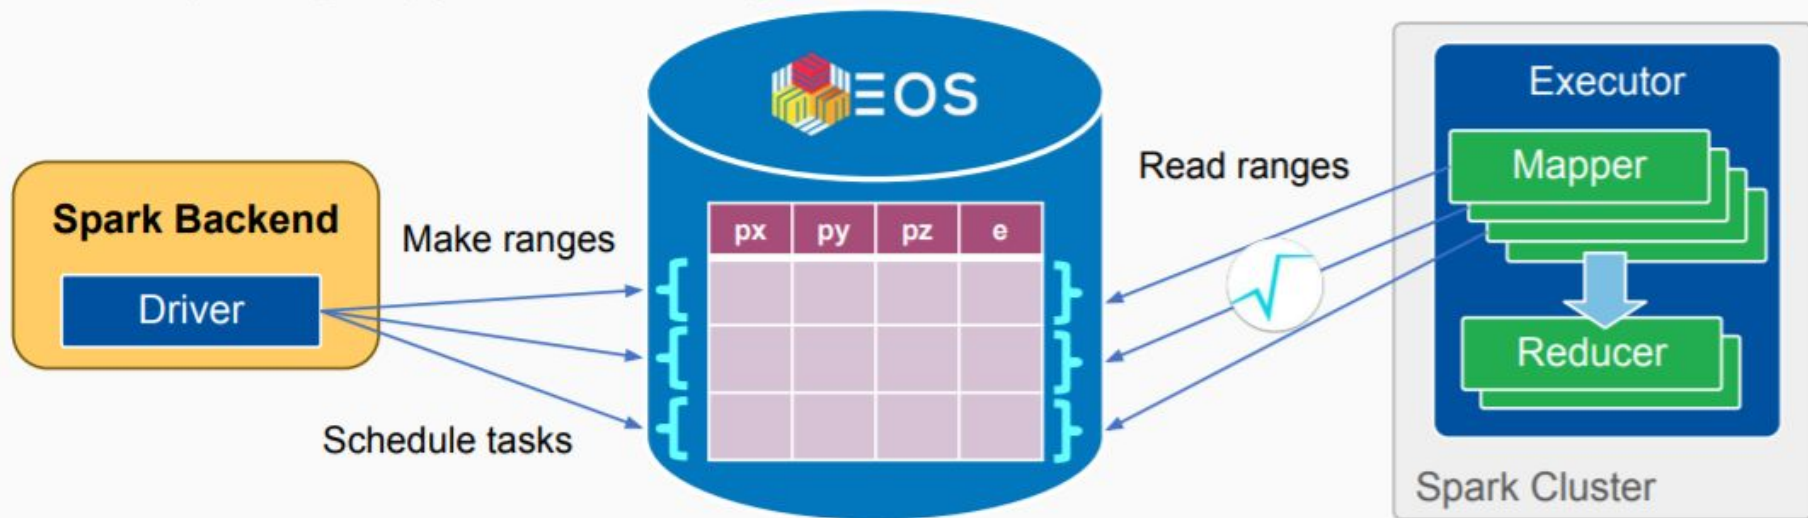 EOS
Executor
Mapper
Read ranges
Spark Backend
Make ranges
px py pz e
Driver
Reducer
Schedule tasks
Spark Cluster